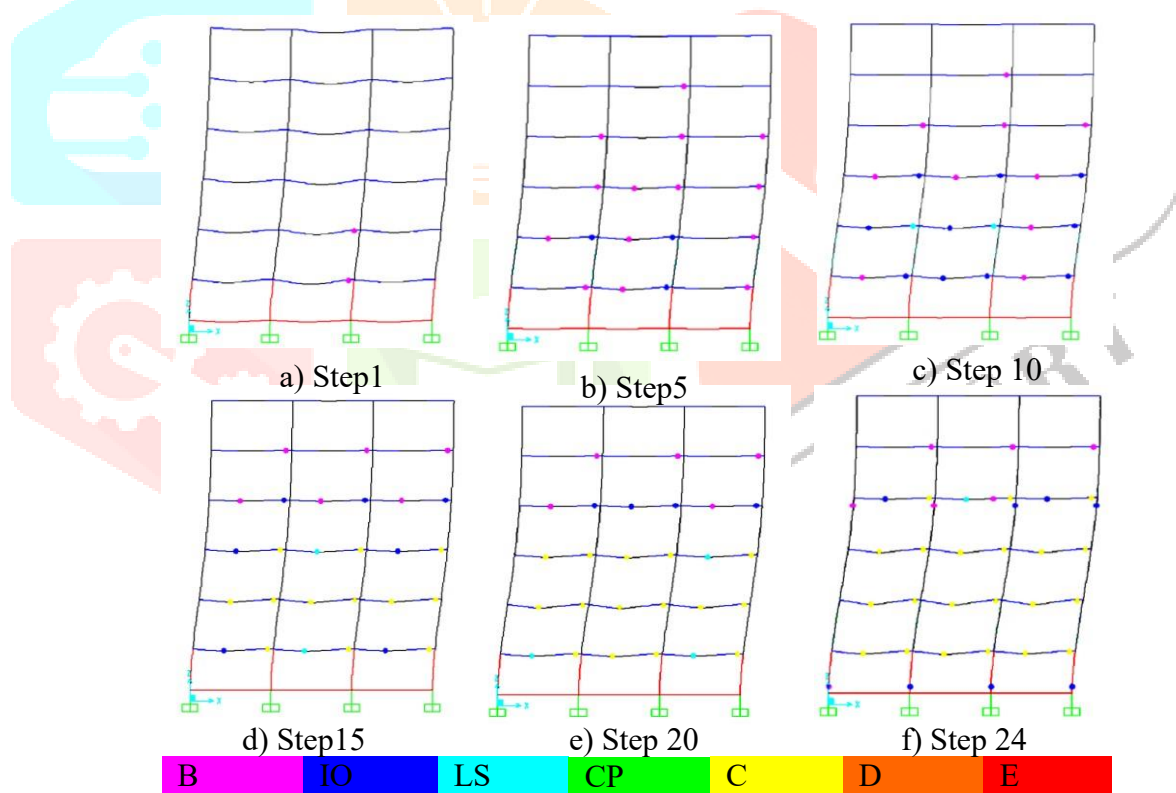 a) Step1
b) Step5
c) Step 10
d) Step15
e) Step 20
f) Step 24
B IO LS CP C D E